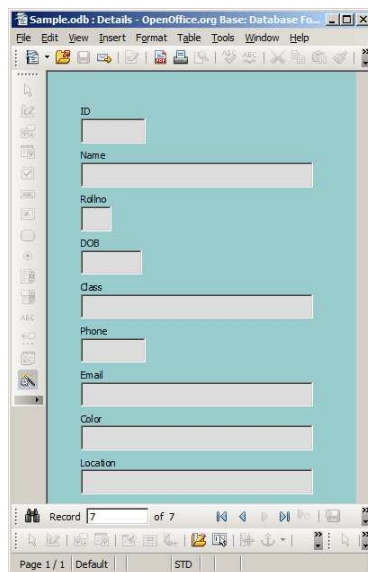 Sample.odb : Details - OpenOffice.org Base: Database Fo...
File Edit View Insert Format Table Tools Window Help
ID
Name
Rollno
DOB
Class
Phone
Email
Color
Location
ABC
Record 7 of 7
Page 1 / 1 Default STD